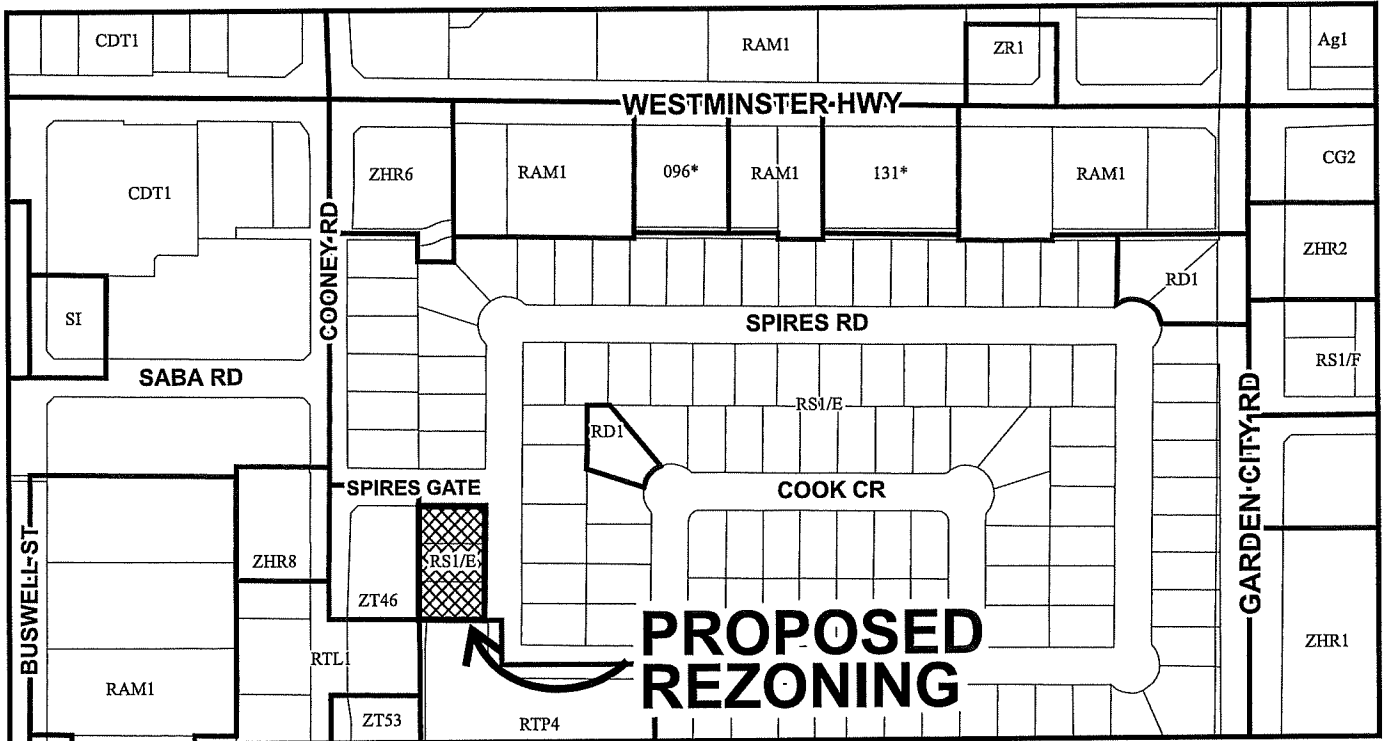 CDT1
RAM1
ZR1
Ag1
WESTMINSTER HWY
CDT1
ZHR6
RAM1
096*
RAM1
131*
RAM1
CG2
COONEY RD
ZHR2
RD1
SI
SPIRES RD
SABA RD
RS1/F
GARDEN CITY RD
RS1/E
RD1
SPIRES GATE
COOK CR
BUSWELL ST
ZHR8
RS1/E
ZT46
PROPOSED
REZONING
ZHR1
RTL1
RAM1
ZT53
RTP4